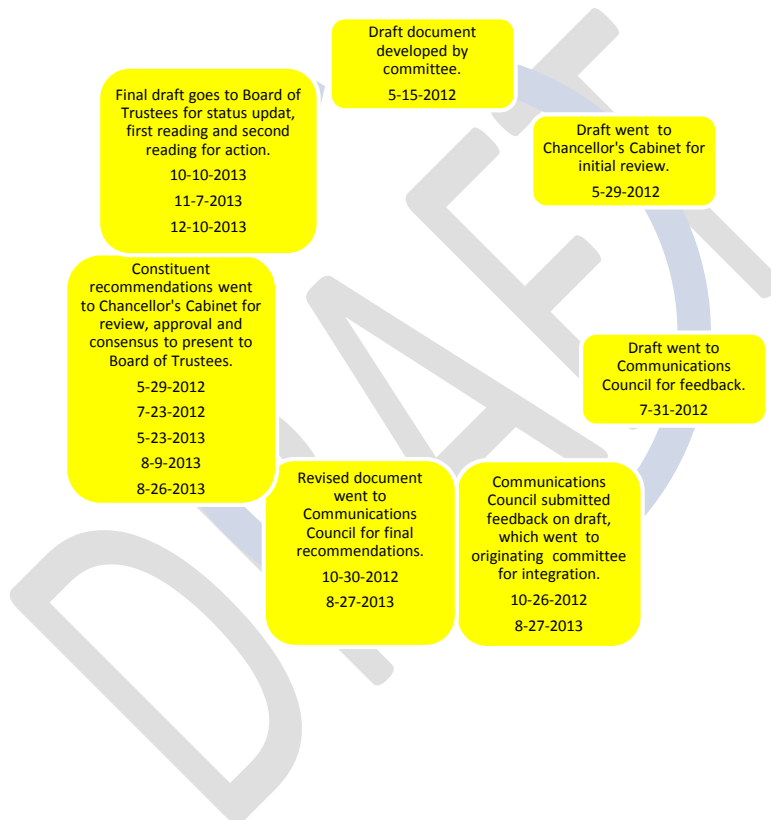 Draft document
developed by
committee.
5-15-2012
Draft went  to
Chancellor's Cabinet for
initial review.
5-29-2012
Draft went to
Communications
Council for feedback.
7-31-2012
Communications
Council submitted
feedback on draft,
which went  to
originating  committee
for integration.
10-26-2012
8-27-2013
Revised document
went to
Communications
Council for final
recommendations.
10-30-2012
8-27-2013
Constituent
recommendations went
to Chancellor's Cabinet for
review, approval and
consensus to present to
Board of Trustees.
5-29-2012
7-23-2012
5-23-2013
8-9-2013
8-26-2013
Final draft goes to Board of
Trustees for status updat,
first reading and second
reading for action.
10-10-2013
11-7-2013
12-10-2013
DRAFT